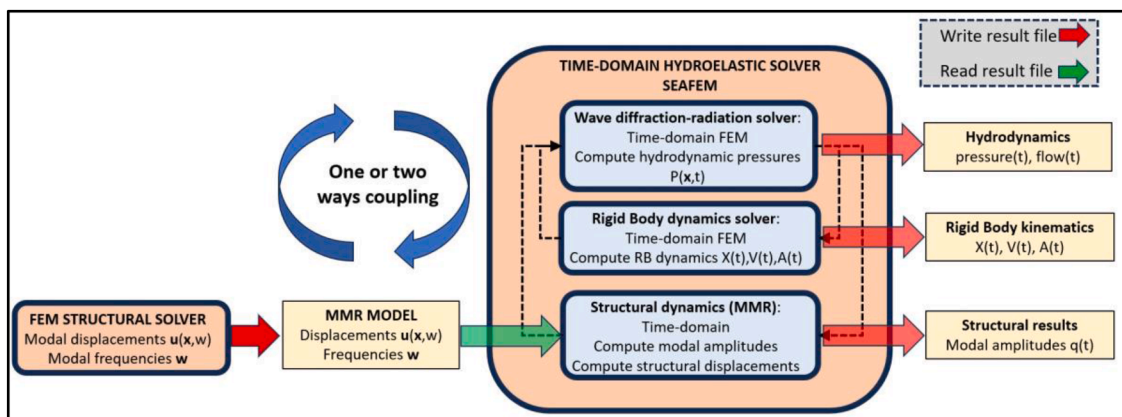 Write result file
Read result file
TIME-DOMAIN HYDROELASTIC SOLVER
SEAFEM
Wave diffraction-radiation solver:
Time-domain FEM
Compute hydrodynamic pressures
P(x,t)
Hydrodynamics
pressure(t), flow(t)
One or two
ways coupling
Rigid Body dynamics solver:
Time-domain FEM
Compute RB dynamics X(t),V(t),A(t)
Rigid Body kinematics
X(t), V(t), A(t)
FEM STRUCTURAL SOLVER
Modal displacements u(x,w)
Modal frequencies w
MMR MODEL
Displacements u(x,w)
Frequencies w
Structural dynamics (MMR):
Time-domain
Compute modal amplitudes
Compute structural displacements
Structural results
Modal amplitudes q(t)